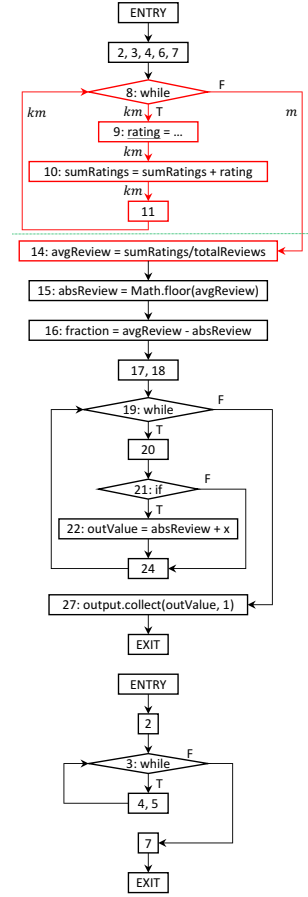 ENTRY
2, 3, 4, 6, 7
8: while
F
km
km
T
m
9: rating = ...
km
10: sumRatings = sumRatings + rating
km
11
14: avgReview = sumRatings/totalReviews
15: absReview = Math.floor(avgReview)
16: fraction = avgReview - absReview
17, 18
19: while
F
T
20
21: if
F
T
22: outValue = absReview + x
24
27: output.collect(outValue, 1)
EXIT
ENTRY
2
3: while
F
T
4, 5
7
EXIT